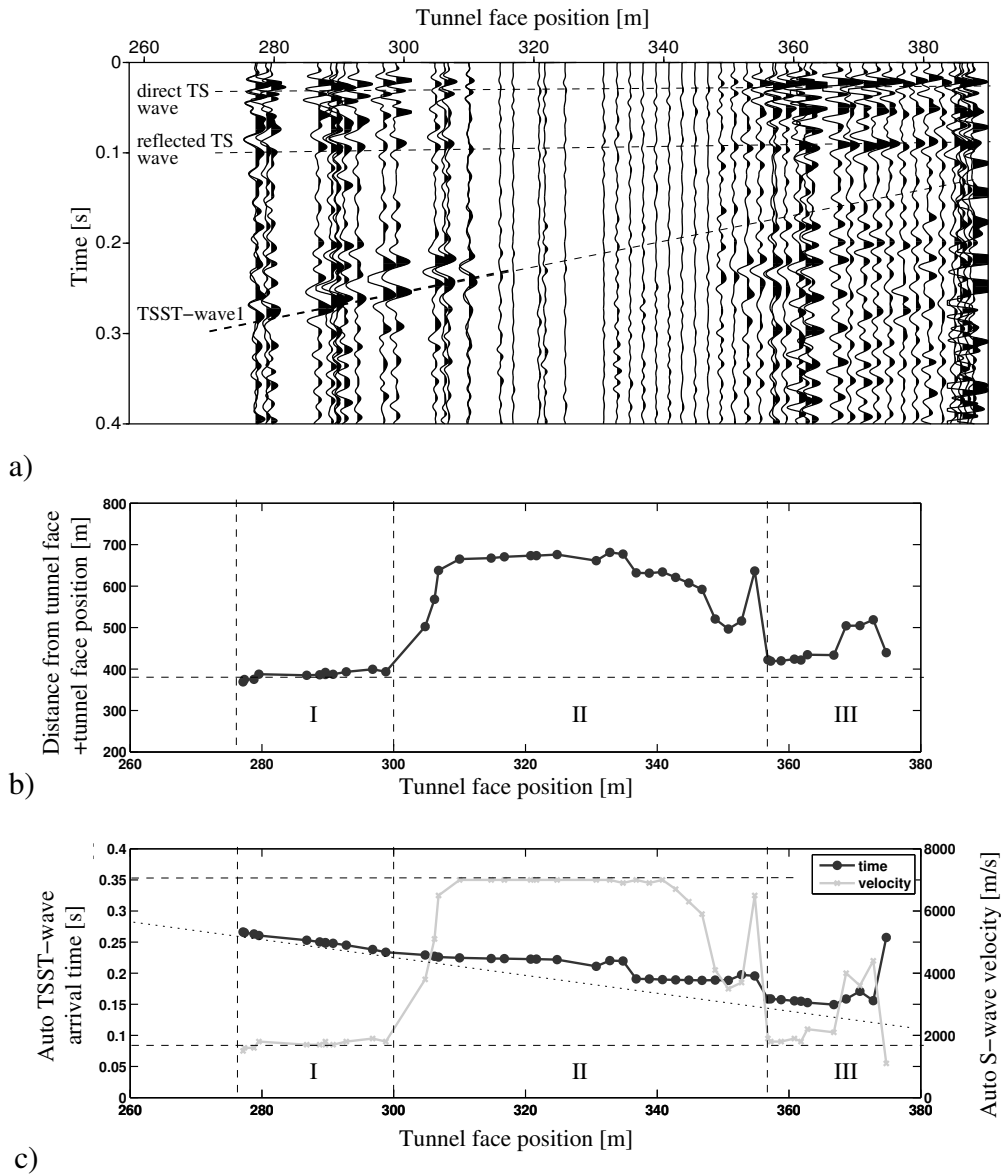 Tunnel face position [m]
260 280 300 320 340 360 380
0
direct TS
wave
reflected TS
wave
0.1
0.2
TSST−wave1
0.3
0.4
Time [s]
a)
800
700
600
500
400
300
200
Distance from tunnel face
+tunnel face position [m]
I II III
260 280 300 320 340 360 380
Tunnel face position [m]
b)
0.4
0.35
0.3
0.25
0.2
0.15
0.1
0.05
0
Auto TSST−wave
arrival time [s]
time
velocity
8000
6000
4000
2000
0
Auto S−wave velocity [m/s]
I II III
260 280 300 320 340 360 380
Tunnel face position [m]
c)